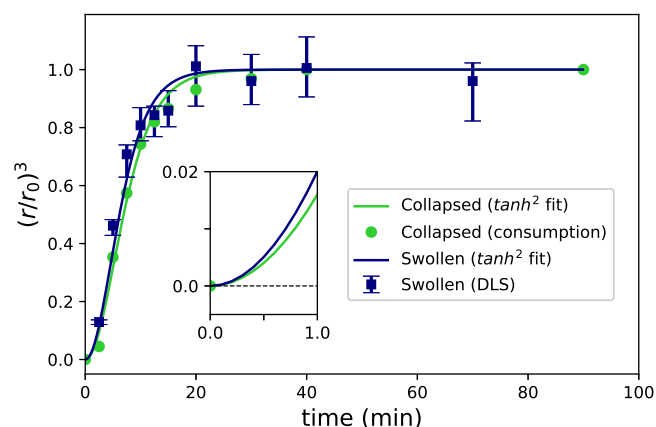 1.0
0.8
0.6
0.4
0.2
0.0
(r/r₀)³
0.02
0.0
0.0
1.0
Collapsed (tanh² fit)
Collapsed (consumption)
Swollen (tanh² fit)
Swollen (DLS)
0 20 40 60 80 100
time (min)